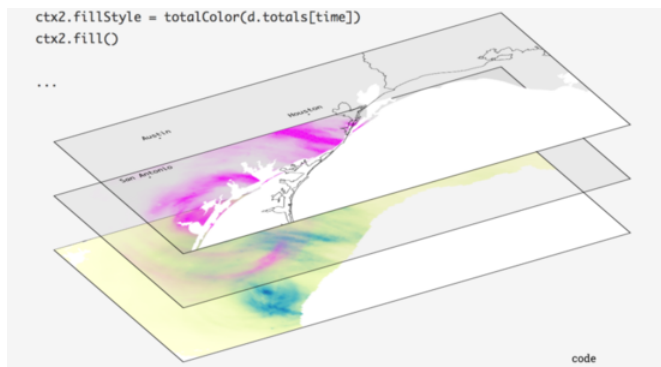 ctx2.fillStyle = totalColor(d.totals[time])
ctx2.fill()
...
Houston
Austin
San Antonio
code